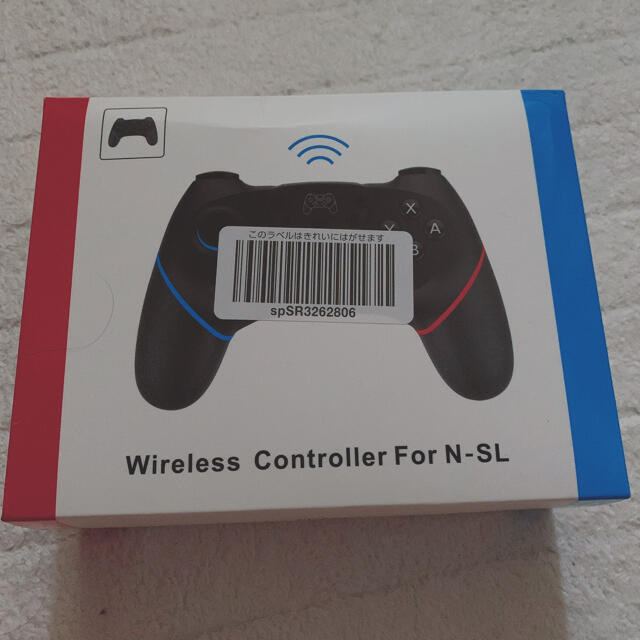 X
Y
A
B
このラベルはきれいにはがせます
spSR3262806
Wireless Controller For N-SL